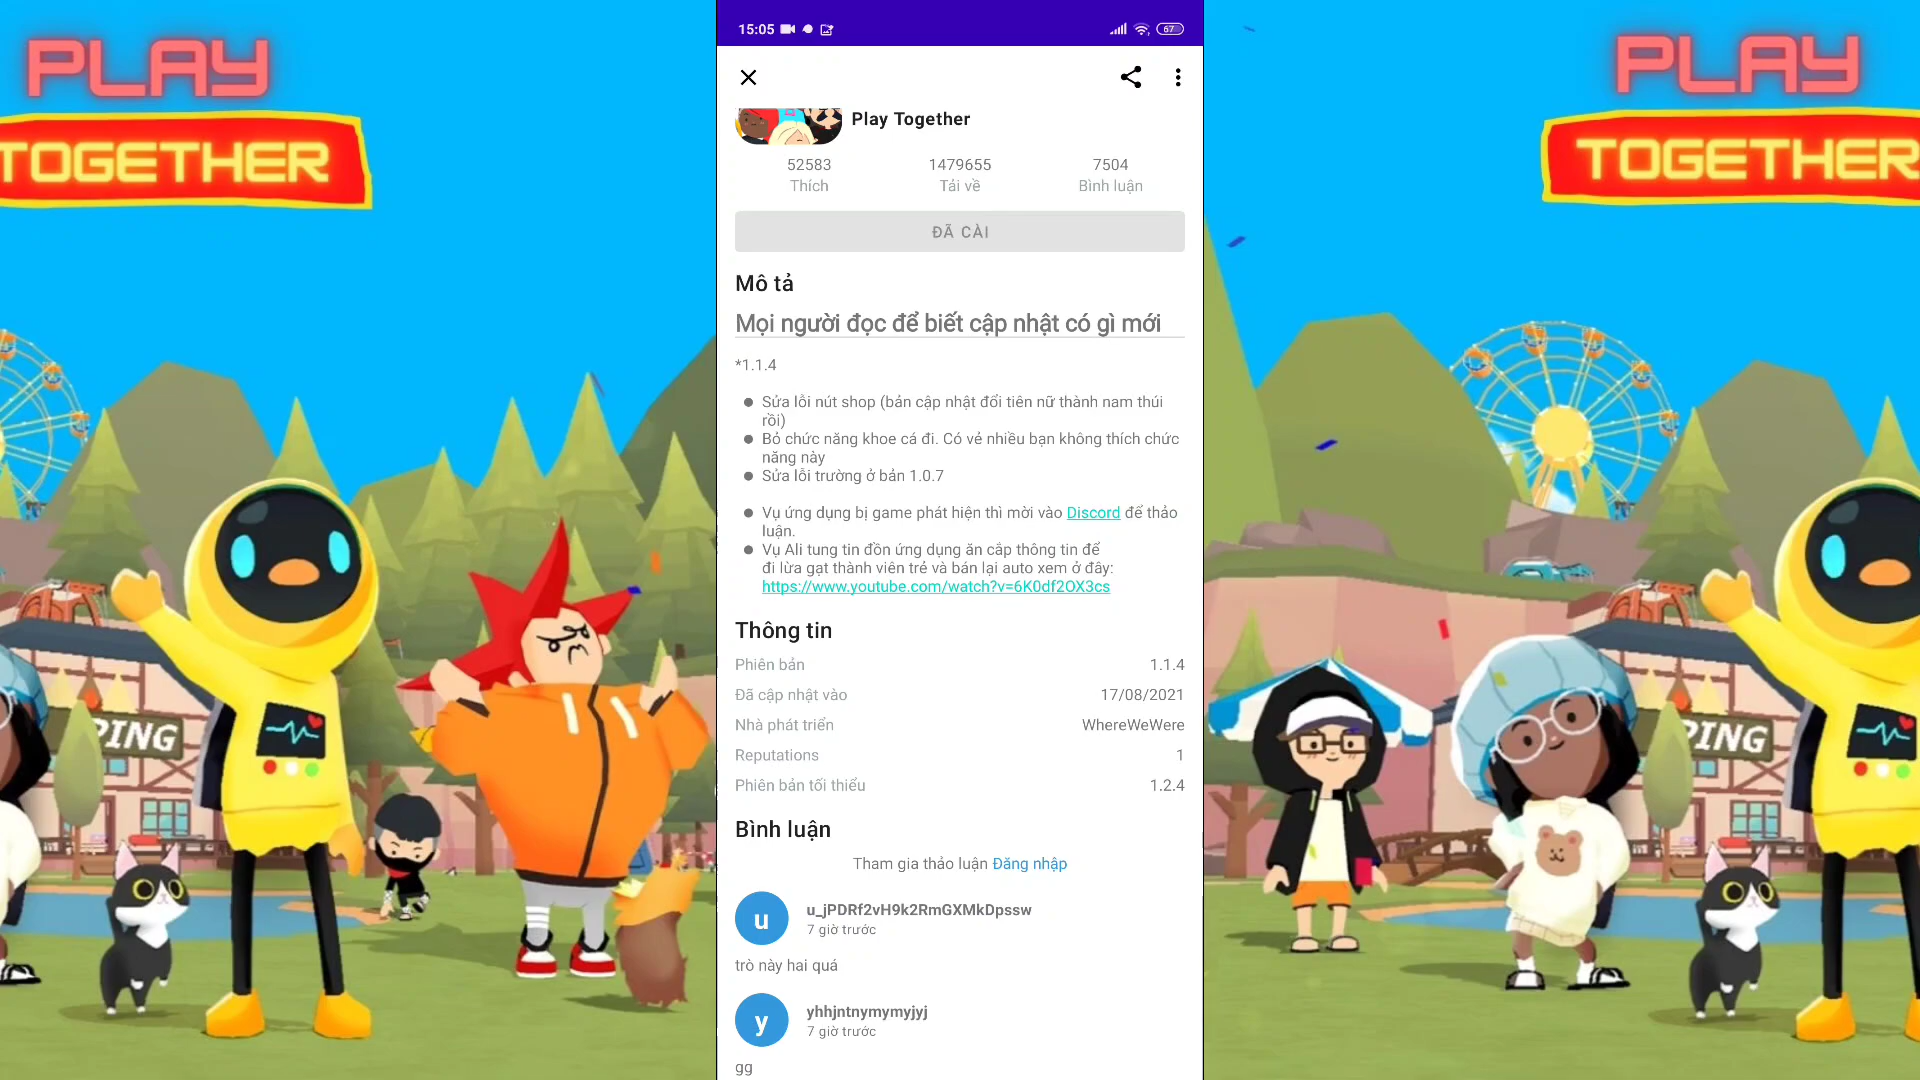 PLAY
TOGETHER
PLAY
TOGETHER
15:05
67
Play Together
52583
1479655
7504
Thích
Tải về
Bình luận
ĐÃ CÀI
Mô tả
Mọi người đọc để biết cập nhật có gì mới
*1.1.4
Sửa lỗi nút shop (bản cập nhật đổi tiên nữ thành nam thúi
rồi)
Bỏ chức năng khoe cá đi. Có vẻ nhiều bạn không thích chức
năng này
Sửa lỗi trường ở bản 1.0.7
Vụ ứng dụng bị game phát hiện thì mời vào Discord để thảo
luận.
Vụ Ali tung tin đồn ứng dụng ăn cắp thông tin để
đi lừa gạt thành viên trẻ và bán lại auto xem ở đây:
https://www.youtube.com/watch?v=6K0df2OX3cs
Thông tin
Phiên bản 1.1.4
Đã cập nhật vào 17/08/2021
Nhà phát triển WhereWeWere
Reputations 1
Phiên bản tối thiểu 1.2.4
Bình luận
Tham gia thảo luận Đăng nhập
u
u_jPDRf2vH9k2RmGXMkDpssw
7 giờ trước
trò này hai quá
y
yhhjntnymymyjyj
7 giờ trước
gg
PING
PING